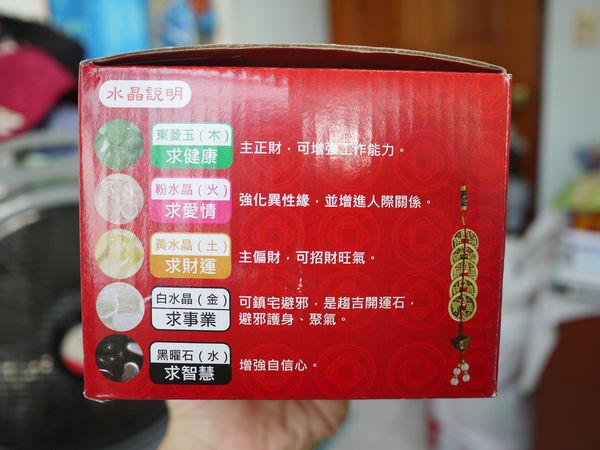 水晶説明
東菱玉（木）
求健康
主正財，可增強工作能力。
粉水晶（火）
求愛情
強化異性緣，並增進人際關係。
黃水晶（土）
求財運
主偏財，可招財旺氣。
白水晶（金）
求事業
可鎮宅避邪，是趨吉開運石，
避邪護身、聚氣。
黑曜石（水）
求智慧
增強自信心。